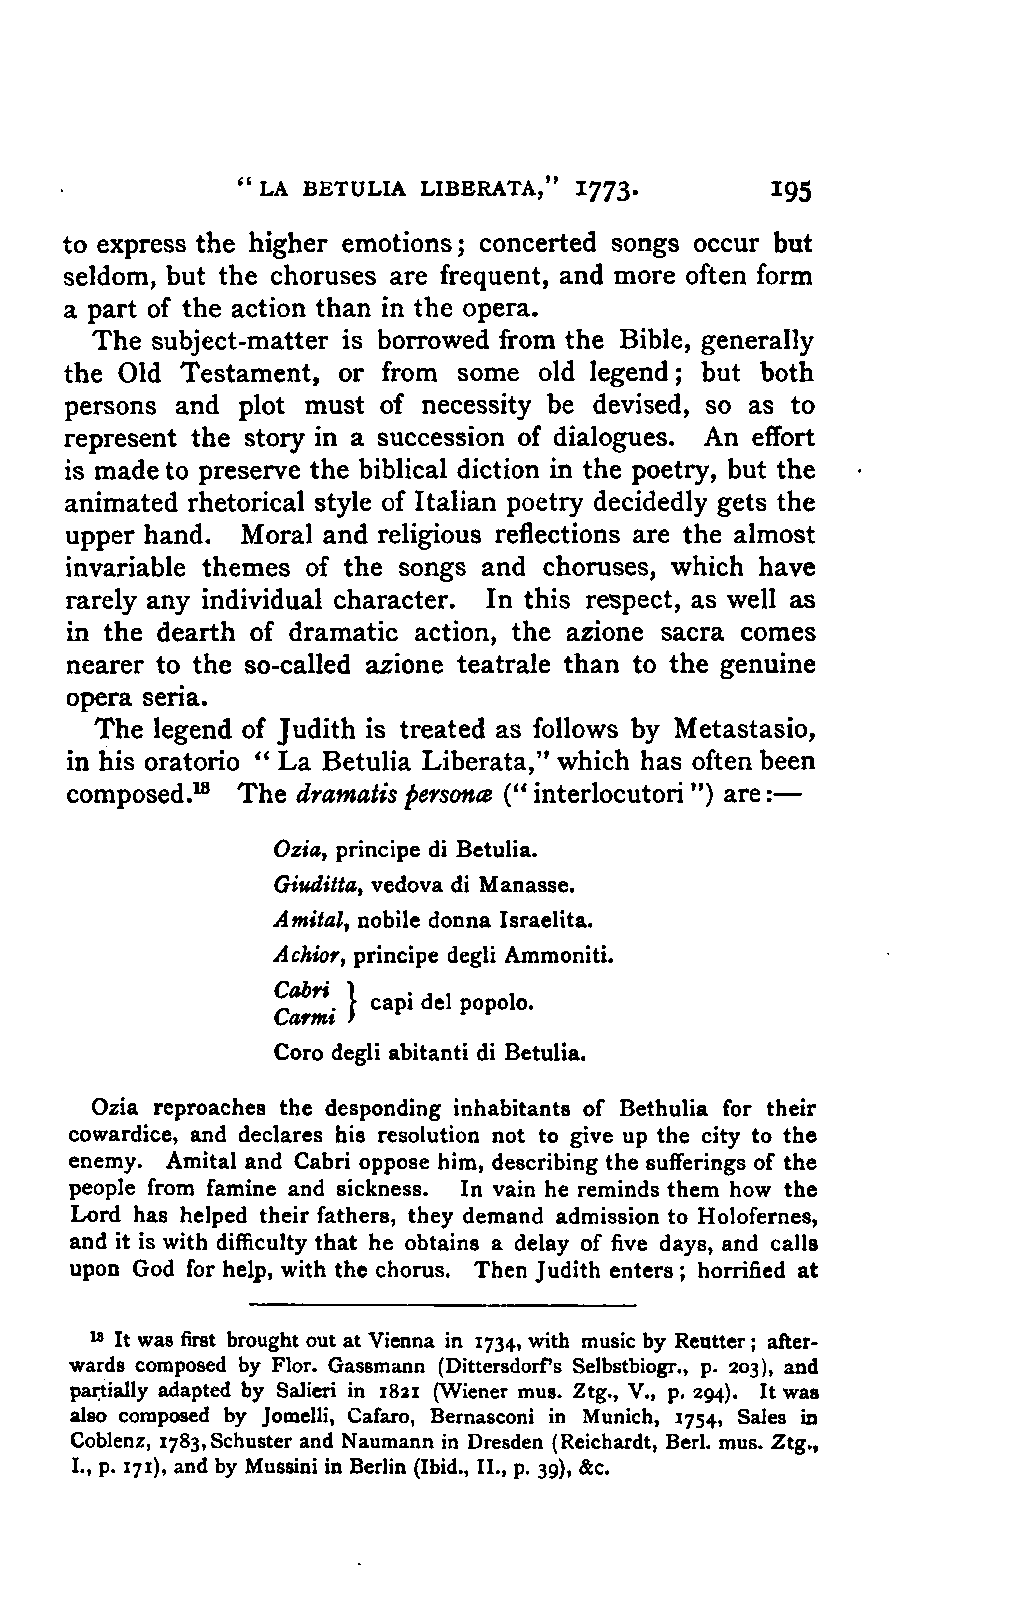 “ LA BETULIA LIBERATA,” 1773. 195
to express the higher emotions; concerted songs occur but
seldom, but the choruses are frequent, and more often form
a part of the action than in the opera.
The subject-matter is borrowed from the Bible, generally
the Old Testament, or from some old legend; but both
persons and plot must of necessity be devised, so as to
represent the story in a succession of dialogues. An effort
is made to preserve the biblical diction in the poetry, but the
animated rhetorical style of Italian poetry decidedly gets the
upper hand. Moral and religious reflections are the almost
invariable themes of the songs and choruses, which have
rarely any individual character. In this respect, as well as
in the dearth of dramatic action, the azione sacra comes
nearer to the so-called azione teatrale than to the genuine
opera seria.
The legend of Judith is treated as follows by Metastasio,
in his oratorio “ La Betulia Liberata,” which has often been
composed.¹⁸ The dramatis personæ (“ interlocutori ”) are :—
Ozia, principe di Betulia.
Giuditta, vedova di Manasse.
Amital, nobile donna Israelita.
Achior, principe degli Ammoniti.
Cabri
Carmi } capi del popolo.
Coro degli abitanti di Betulia.
Ozia reproaches the desponding inhabitants of Bethulia for their
cowardice, and declares his resolution not to give up the city to the
enemy. Amital and Cabri oppose him, describing the sufferings of the
people from famine and sickness. In vain he reminds them how the
Lord has helped their fathers, they demand admission to Holofernes,
and it is with difficulty that he obtains a delay of five days, and calls
upon God for help, with the chorus. Then Judith enters ; horrified at
¹⁸ It was first brought out at Vienna in 1734, with music by Reutter ; after-
wards composed by Flor. Gassmann (Dittersdorf's Selbstbiogr., p. 203), and
partially adapted by Salieri in 1821 (Wiener mus. Ztg., V., p. 294). It was
also composed by Jomelli, Cafaro, Bernasconi in Munich, 1754, Sales in
Coblenz, 1783, Schuster and Naumann in Dresden (Reichardt, Berl. mus. Ztg.,
I., p. 171), and by Mussini in Berlin (Ibid., II., p. 39), &c.